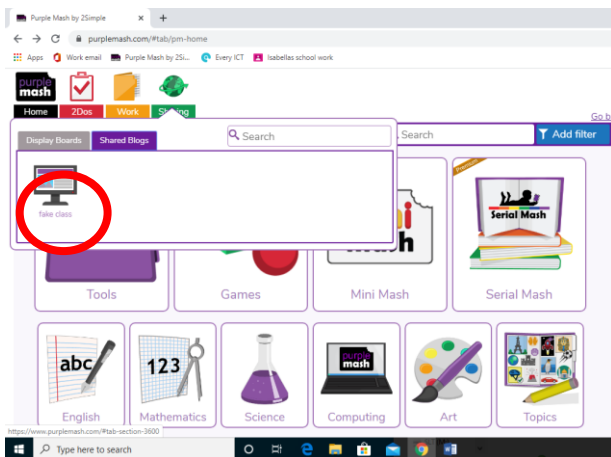 Purple Mash by 2Simple
purplemash.com/#tab/pm-home
Apps Work email Purple Mash by 2Si... Every ICT Isabellas school work
purple
mash
Home 2Dos Work
Go b
Display Boards Shared Blogs Search
Search Add filter
fake class
Premium
Serial Mash
Tools Games Mini Mash Serial Mash
abc
123
purple
mash
English Mathematics Science Computing Art Topics
https://www.purplemash.com/#tab-section-3600
Type here to search